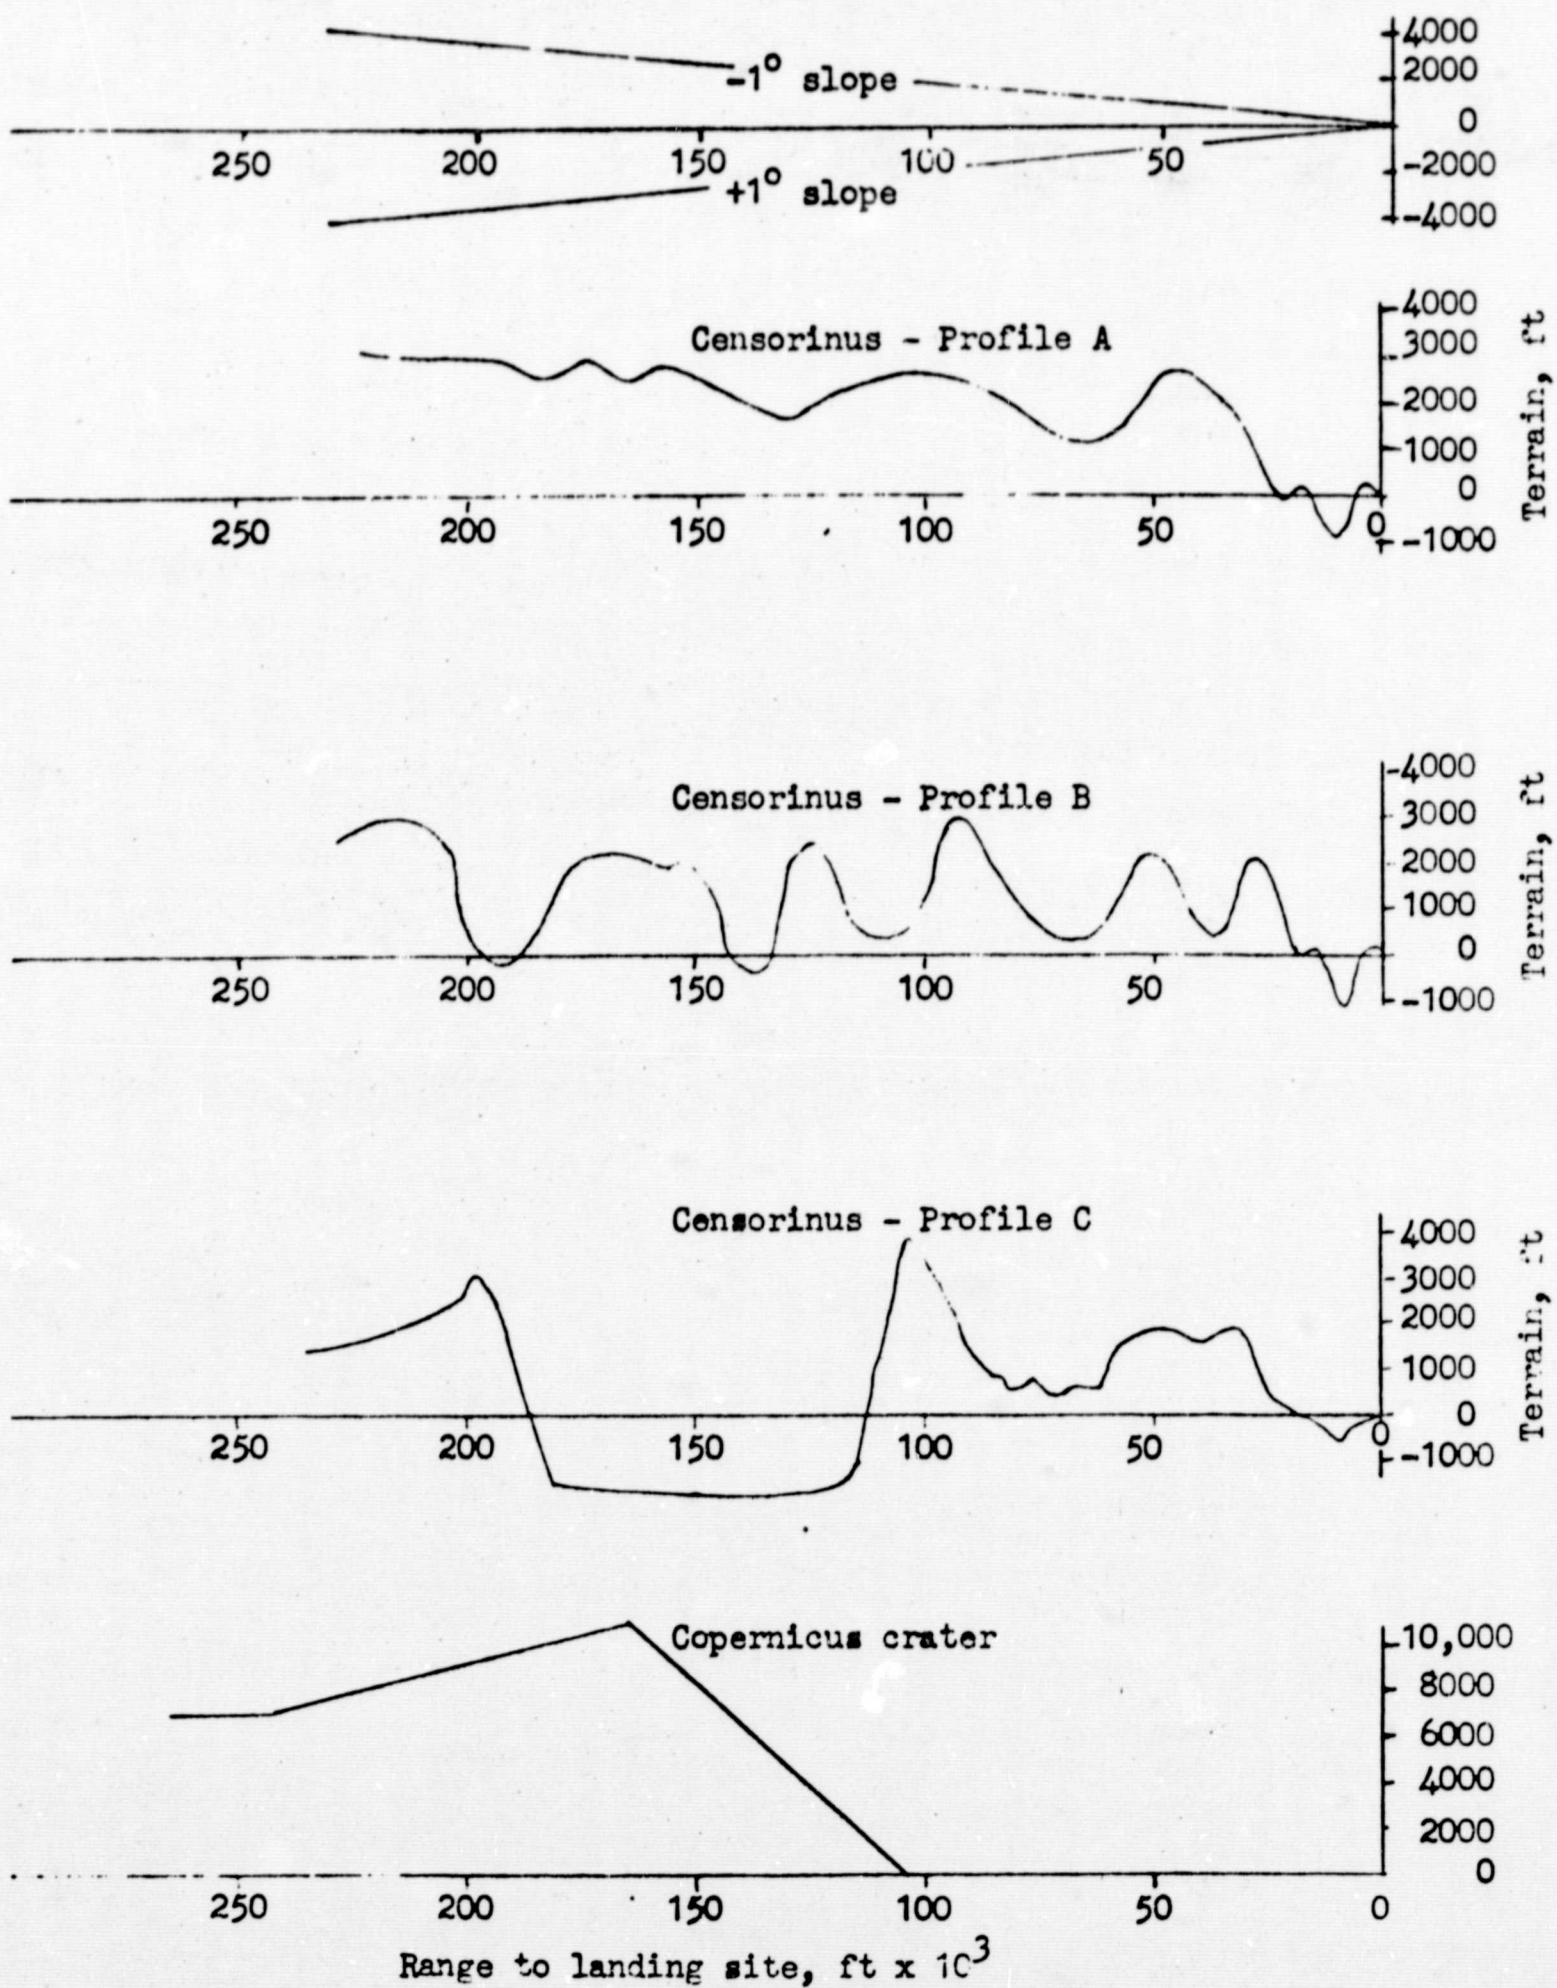 4000
2000
-1° slope
0
250 200 150 100 50
-2000
+1° slope
-4000
4000
Censorinus - Profile A
3000
2000
1000
0
Terrain, ft
250 200 150 100 50 0
-1000
4000
Censorinus - Profile B
3000
2000
1000
0
Terrain, ft
250 200 150 100 50
-1000
Censorinus - Profile C
4000
3000
2000
1000
0
Terrain, ft
250 200 150 100 50 0
-1000
Copernicus crater
10,000
8000
6000
4000
2000
0
250 200 150 100 50 0
Range to landing site, ft x 10³